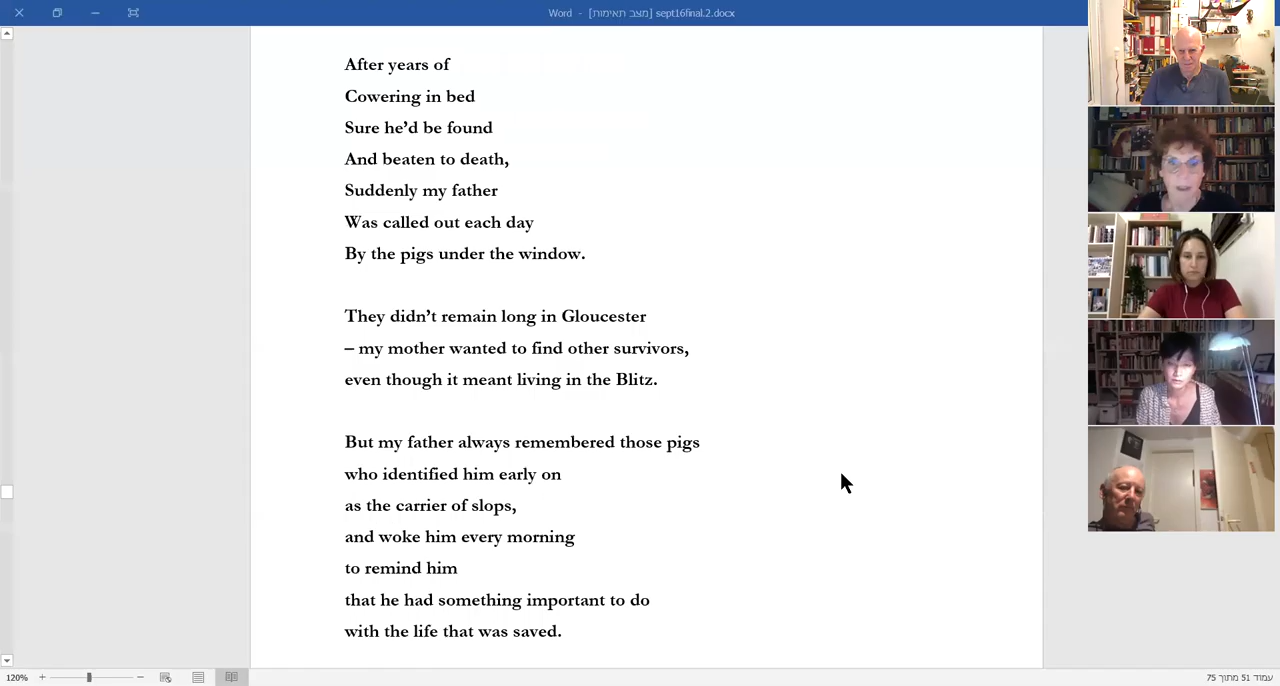 Word - [מצב תאימות] sept16final.2.docx
After years of
Cowering in bed
Sure he’d be found
And beaten to death,
Suddenly my father
Was called out each day
By the pigs under the window.
They didn’t remain long in Gloucester
– my mother wanted to find other survivors,
even though it meant living in the Blitz.
But my father always remembered those pigs
who identified him early on
as the carrier of slops,
and woke him every morning
to remind him
that he had something important to do
with the life that was saved.
120%
עמוד 51 מתוך 75